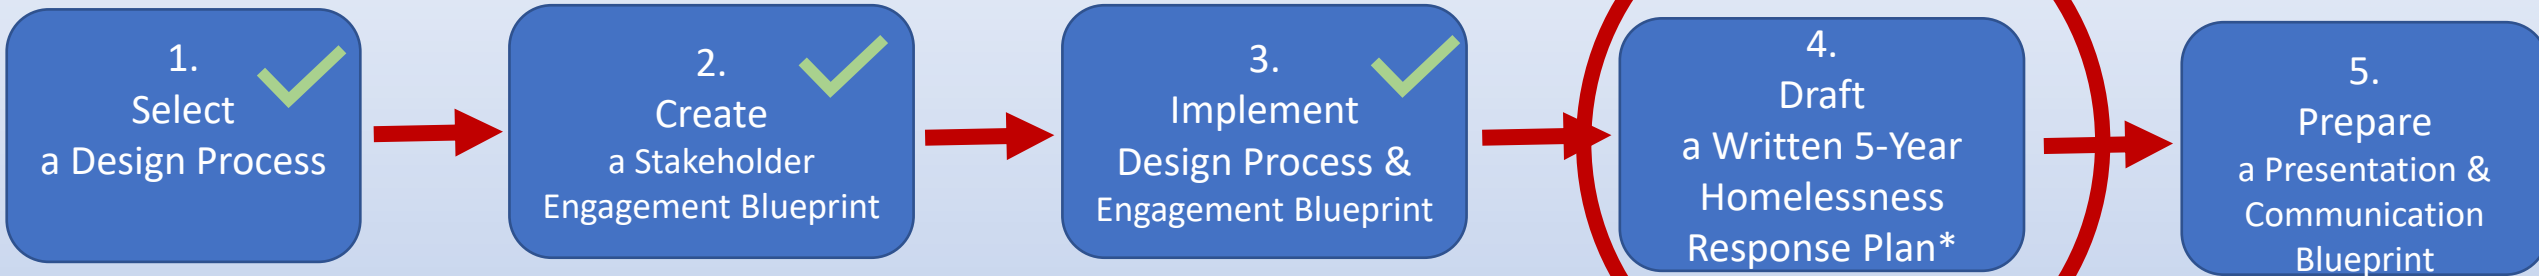 1.
Select
a Design Process
2.
Create
a Stakeholder
Engagement Blueprint
3.
Implement
Design Process &
Engagement Blueprint
4.
Draft
a Written 5-Year
Homelessness
Response Plan*
5.
Prepare
a Presentation &
Communication
Blueprint